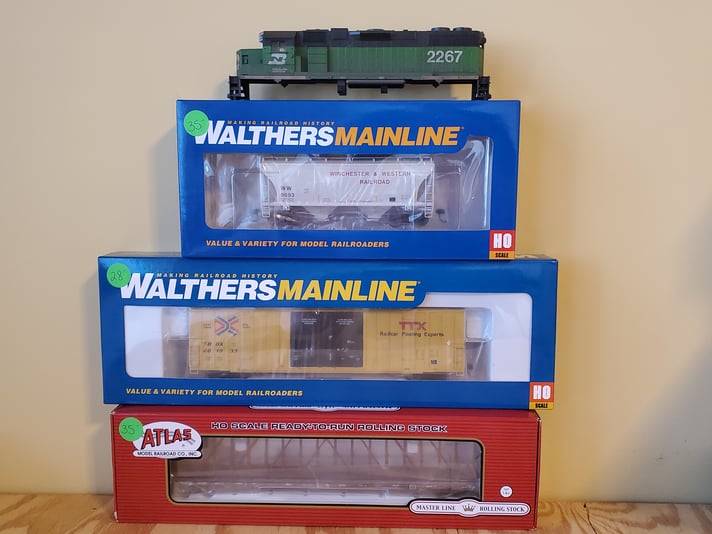 2267
35
MAKING RAILROAD HISTORY
WALTHERS MAINLINE
WINCHESTER & WESTERN
RAILROAD
WW
VALUE & VARIETY FOR MODEL RAILROADERS
HO
SCALE
28
MAKING RAILROAD HISTORY
WALTHERS MAINLINE
TTX
Railcar Pooling Experts
VALUE & VARIETY FOR MODEL RAILROADERS
HO
SCALE
35
HO SCALE READY-TO-RUN ROLLING STOCK
ATLAS
MODEL RAILROAD CO., INC.
MASTER LINE ROLLING STOCK